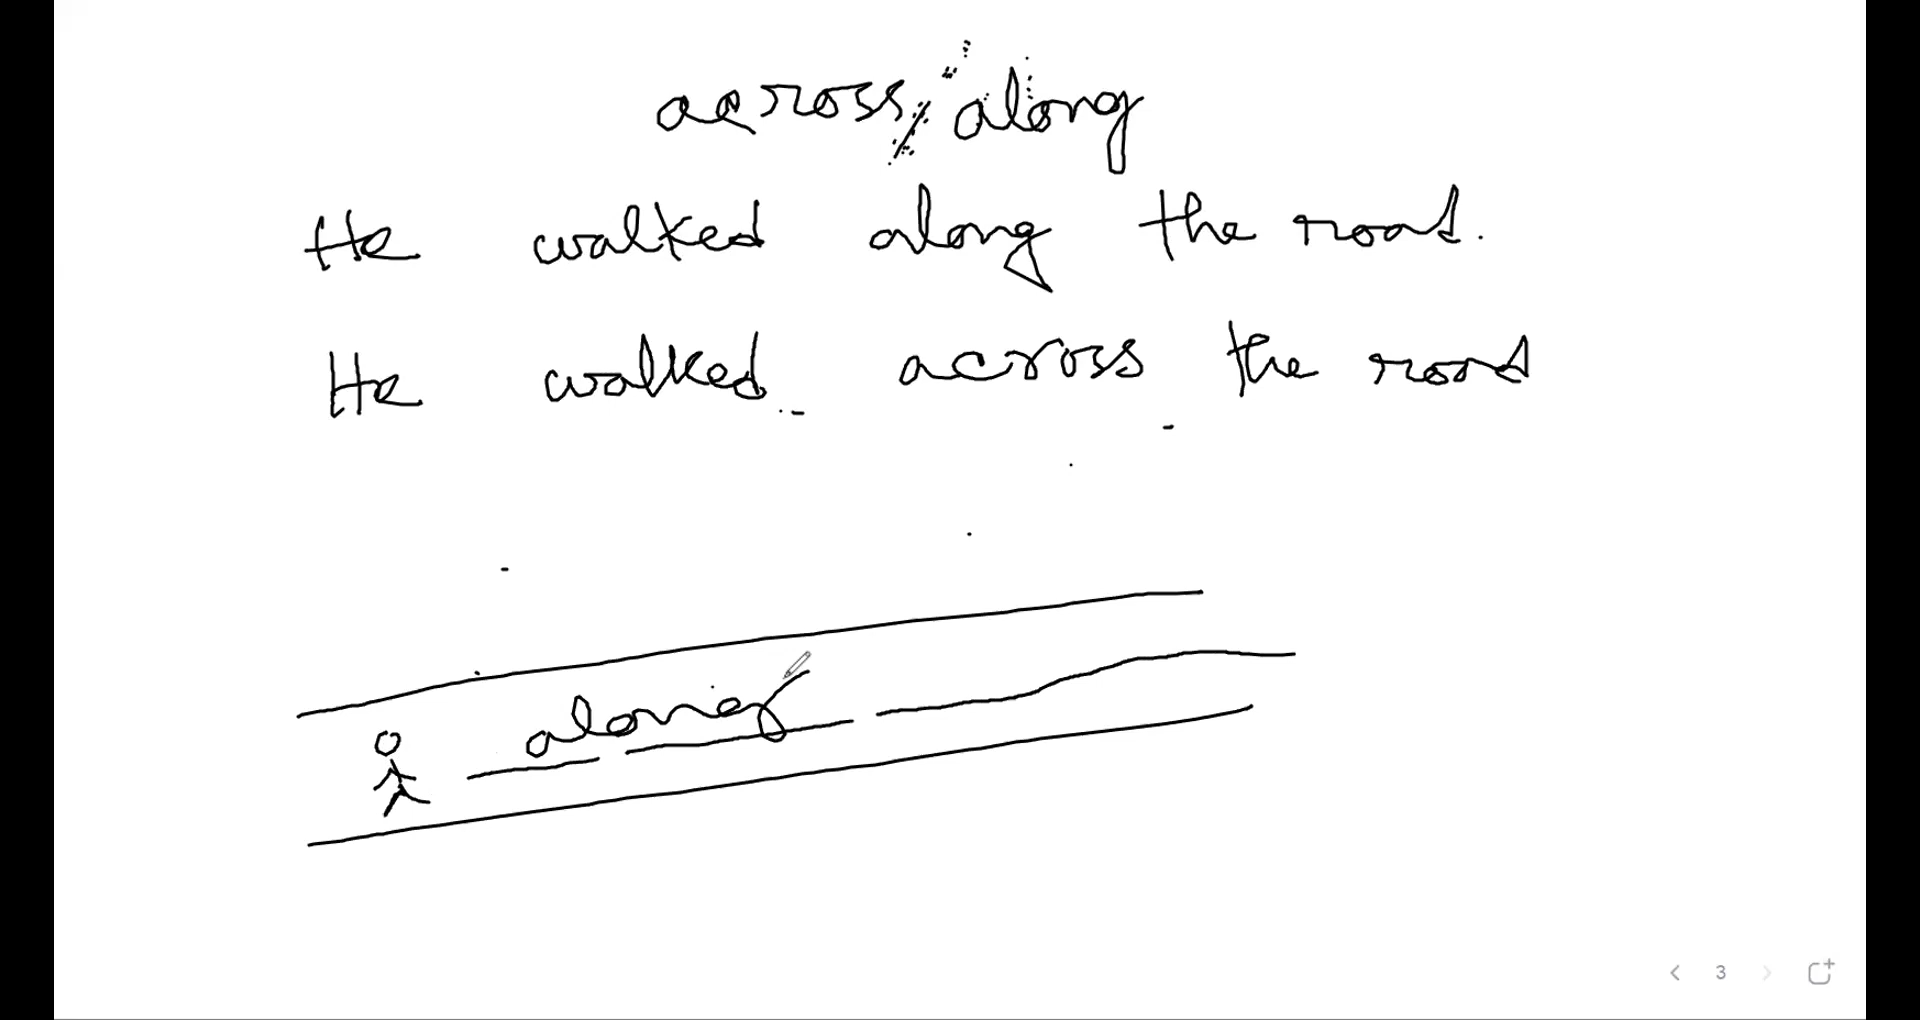 across/along
He walked along the road.
He walked across the road
along
3